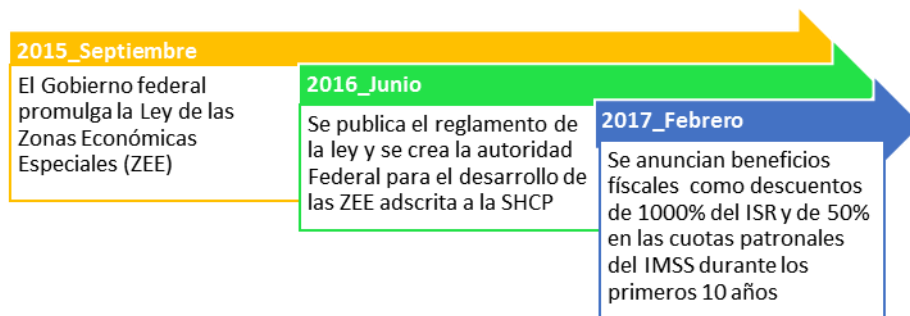 2015_Septiembre
El Gobierno federal
promulga la Ley de las
Zonas Económicas
Especiales (ZEE)
2016_Junio
Se publica el reglamento de
la ley y se crea la autoridad
Federal para el desarrollo de
las ZEE adscrita a la SHCP
2017_Febrero
Se anuncian beneficios
físcales como descuentos
de 1000% del ISR y de 50%
en las cuotas patronales
del IMSS durante los
primeros 10 años